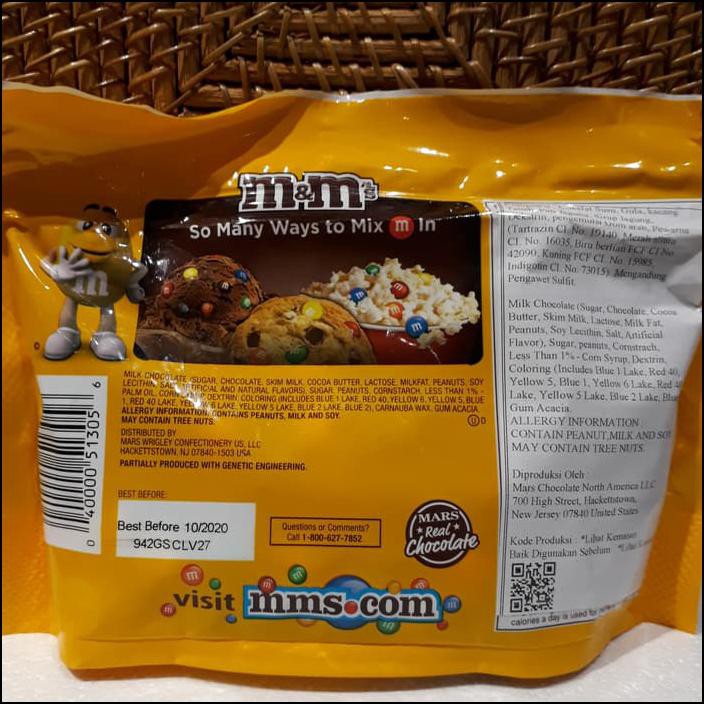 m&m's
So Many Ways to Mix m In
m
MILK CHOCOLATE (SUGAR, CHOCOLATE, SKIM MILK, COCOA BUTTER, LACTOSE, MILKFAT, PEANUTS, SOY
LECITHIN, SALT, ARTIFICIAL AND NATURAL FLAVORS), SUGAR, PEANUTS, CORNSTARCH, LESS THAN 1% -
PALM OIL, CORN DEXTRIN, COLORING (INCLUDES BLUE 1 LAKE, RED 40, YELLOW 6, YELLOW 5, BLUE
1, RED 40 LAKE, YELLOW 6 LAKE, YELLOW 5 LAKE, BLUE 2 LAKE, BLUE 2), CARNAUBA WAX, GUM ACACIA.
ALLERGY INFORMATION: CONTAINS PEANUTS, MILK AND SOY.
MAY CONTAIN TREE NUTS.
DISTRIBUTED BY
MARS WRIGLEY CONFECTIONERY US, LLC
HACKETTSTOWN, NJ 07840-1503 USA
PARTIALLY PRODUCED WITH GENETIC ENGINEERING.
0 40000 51305 6
BEST BEFORE:
Best Before 10/2020
942GSCLV27
Questions or Comments?
Call 1-800-627-7852
MARS
Real
Chocolate
visit mms.com
Gula, kacang
(Tartrazin CI. No. 19140, Merah
CI. No. 16035, Biru berlian FCF CI No
42090, Kuning FCF CI. No. 15985,
Indigotin CI. No. 73015). Mengandung
Pengawet Sulfit.
Milk Chocolate (Sugar, Chocolate, Cocoa
Butter, Skim Milk, Lactose, Milk Fat,
Peanuts, Soy Lecithin, Salt, Artificial
Flavor), Sugar, peanuts, Cornstrach,
Less Than 1% - Corn Syrup, Dextrin,
Coloring (Includes Blue 1 Lake, Red 40,
Yellow 5, Blue 1, Yellow 6 Lake, Red 40
Lake, Yellow 5 Lake, Blue 2 Lake, Blue
Gum Acacia.
ALLERGY INFORMATION :
CONTAIN PEANUT,MILK AND SOY
MAY CONTAIN TREE NUTS.
Diproduksi Oleh :
Mars Chocolate North America LLC
700 High Street, Hackettstown,
New Jersey 07840 United States
Kode Produksi : *Lihat Kemasan
Baik Digunakan Sebelum
calories a day is used for